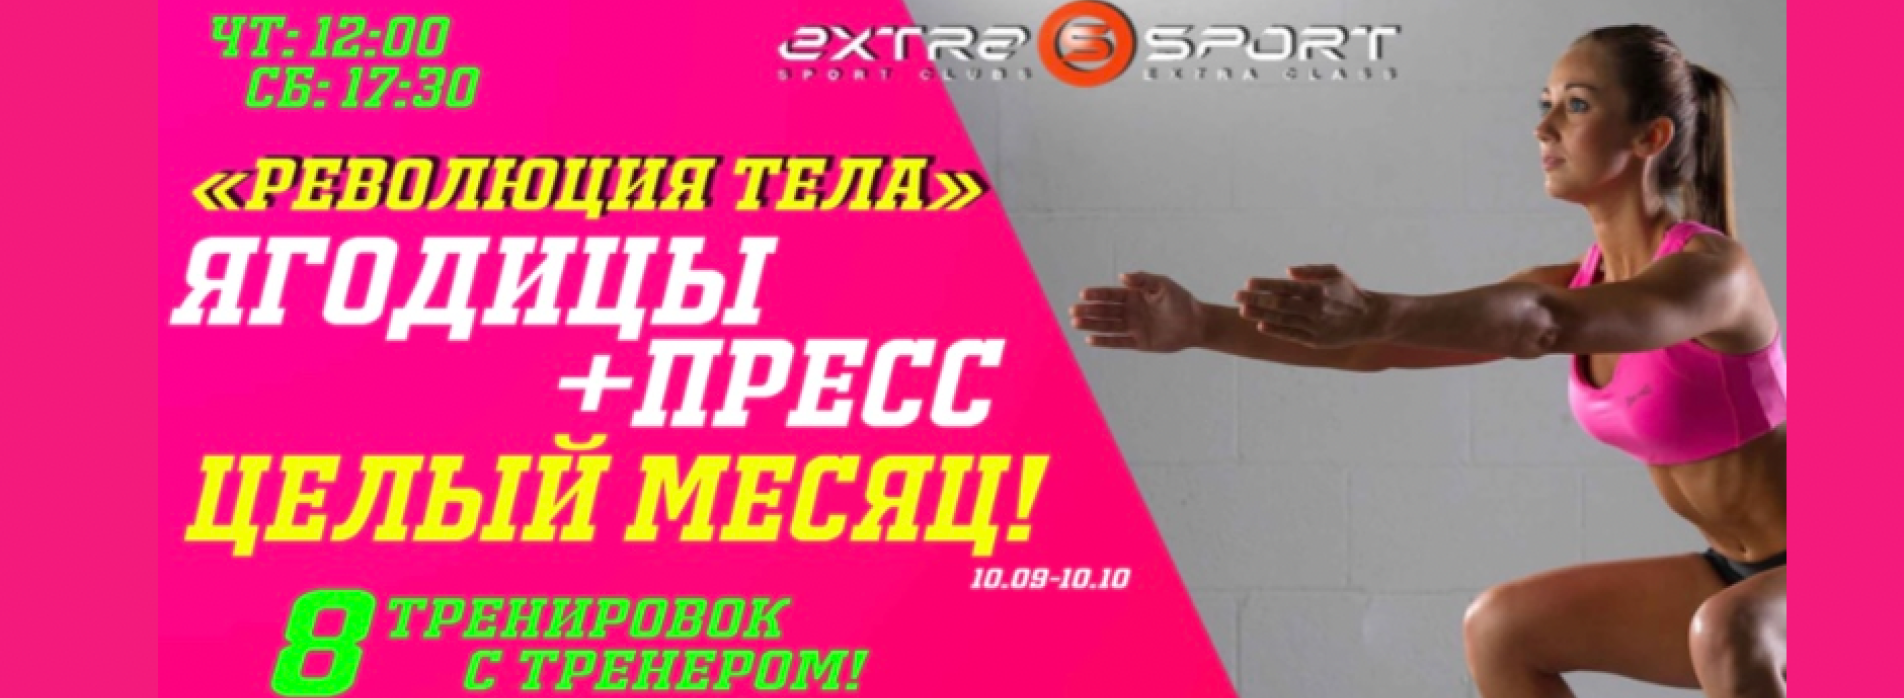 ЧТ: 12:00
СБ: 17:30
EXTRA S SPORT
SPORT CLUBS EXTRA CLASS
«РЕВОЛЮЦИЯ ТЕЛА»
ЯГОДИЦЫ
+ПРЕСС
ЦЕЛЫЙ МЕСЯЦ!
10.09-10.10
8 ТРЕНИРОВОК
С ТРЕНЕРОМ!